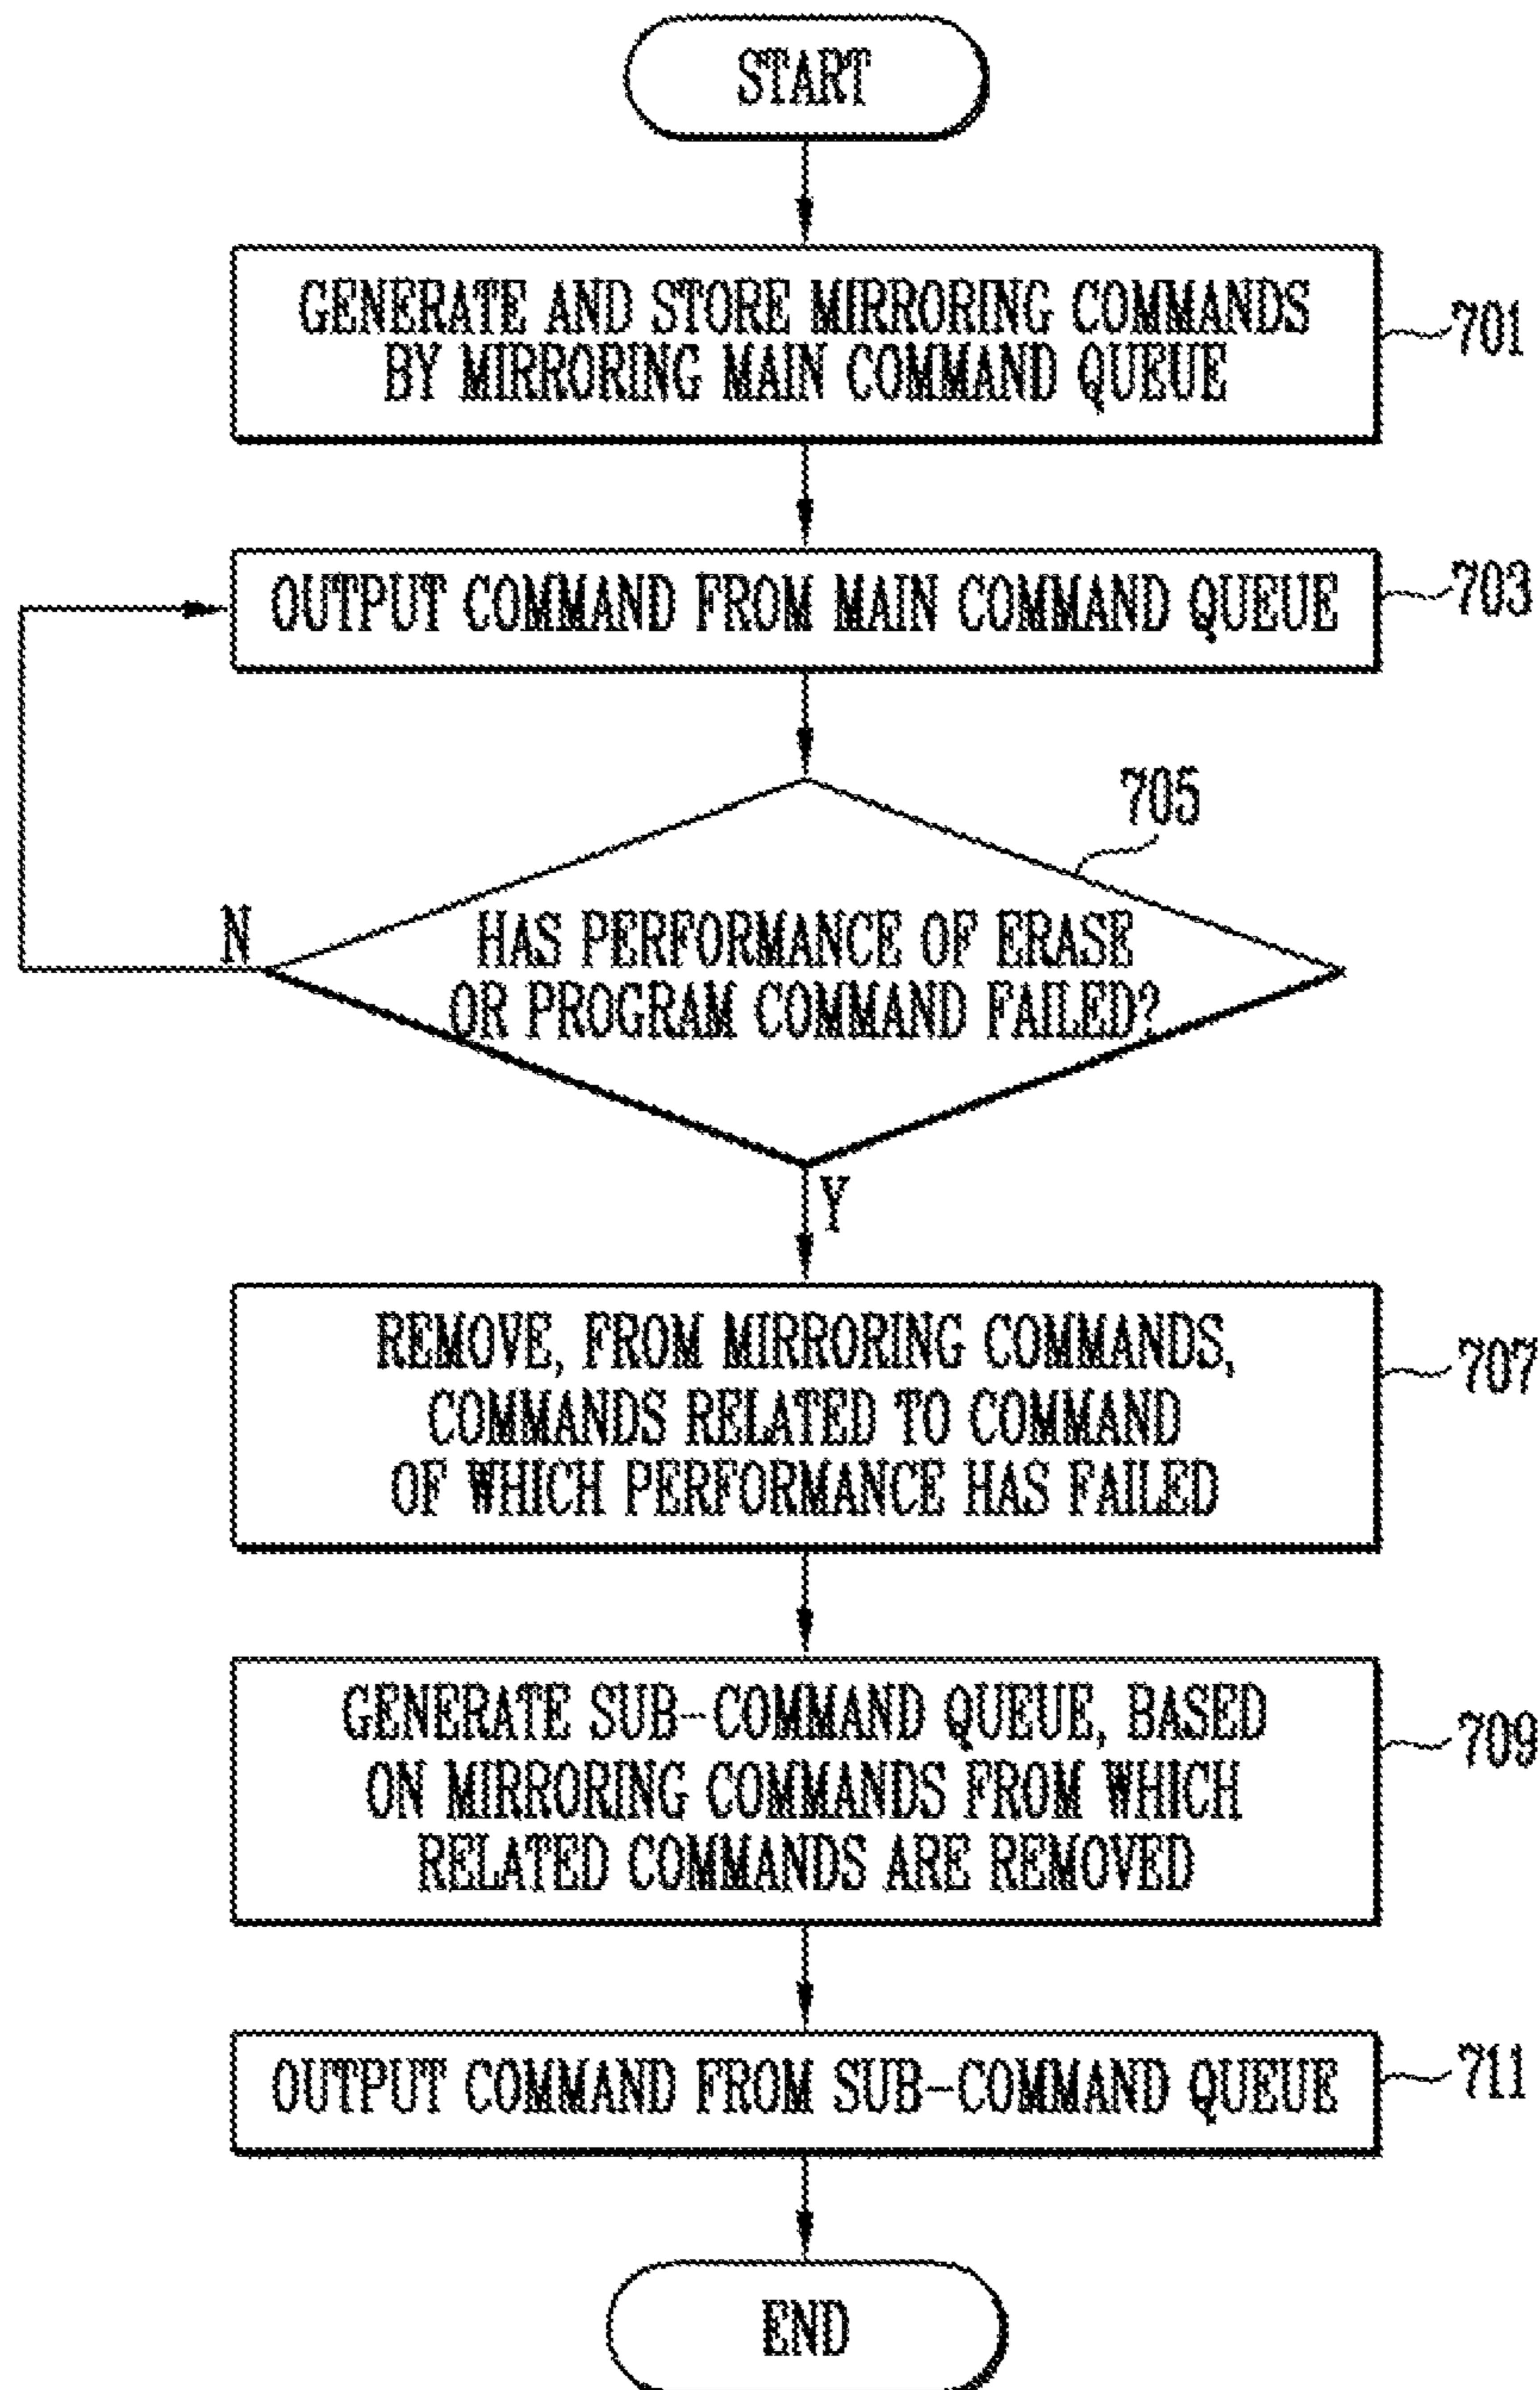 START
GENERATE AND STORE MIRRORING COMMANDS
BY MIRRORING MAIN COMMAND QUEUE
701
OUTPUT COMMAND FROM MAIN COMMAND QUEUE
703
705
HAS PERFORMANCE OF ERASE
OR PROGRAM COMMAND FAILED?
N
Y
REMOVE, FROM MIRRORING COMMANDS,
COMMANDS RELATED TO COMMAND
OF WHICH PERFORMANCE HAS FAILED
707
GENERATE SUB-COMMAND QUEUE, BASED
ON MIRRORING COMMANDS FROM WHICH
RELATED COMMANDS ARE REMOVED
709
OUTPUT COMMAND FROM SUB-COMMAND QUEUE
711
END